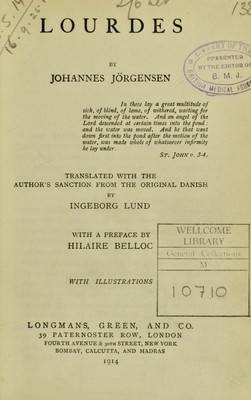 LOURDES
BY
JOHANNES JÖRGENSEN
In these lay a great multitude of
sick, of blind, of lame, of withered, waiting for
the moving of the water. And an angel of the
Lord descended at certain times into the pond:
and the water was moved. And he that went
down first into the pond after the motion of the
water, was made whole of whatsoever infirmity
he lay under.
ST. JOHN v. 3-4.
PRESENTED
BY THE EDITOR OF
B. M. J.
TRANSLATED WITH THE
AUTHOR'S SANCTION FROM THE ORIGINAL DANISH
BY
INGEBORG LUND
WITH A PREFACE BY
HILAIRE BELLOC
WITH ILLUSTRATIONS
WELLCOME
LIBRARY
General Collections
M
10710
LONGMANS, GREEN, AND CO.
39 PATERNOSTER ROW, LONDON
FOURTH AVENUE & 30TH STREET, NEW YORK
BOMBAY, CALCUTTA, AND MADRAS
1914